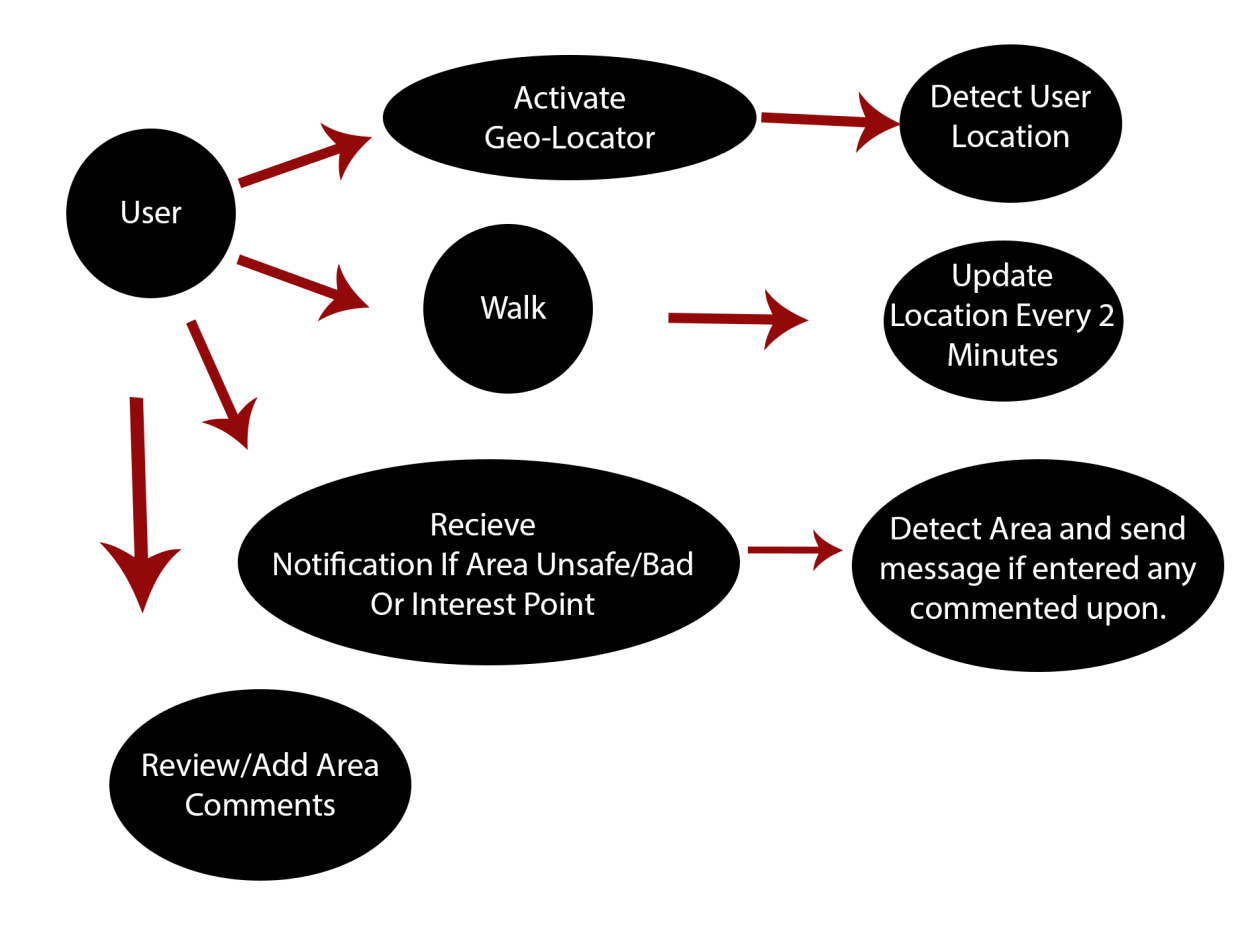 Activate
Geo-Locator
Detect User
Location
User
Walk
Update
Location Every 2
Minutes
Recieve
Notification If Area Unsafe/Bad
Or Interest Point
Detect Area and send
message if entered any
commented upon.
Review/Add Area
Comments